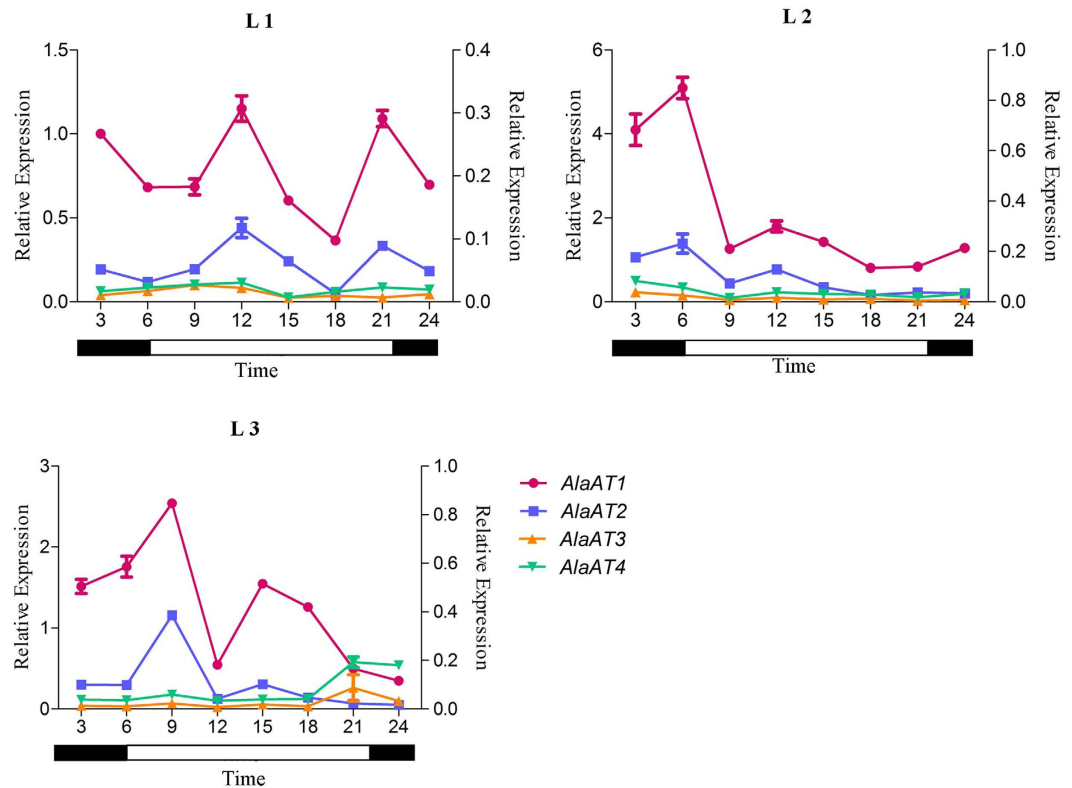 L 1
L 2
1.5
1.0
0.5
0.0
Relative Expression
0.4
0.3
0.2
0.1
0.0
Relative Expression
3 6 9 12 15 18 21 24
Time
6
4
2
0
Relative Expression
1.0
0.8
0.6
0.4
0.2
0.0
Relative Expression
3 6 9 12 15 18 21 24
Time
L 3
3
2
1
0
Relative Expression
1.0
0.8
0.6
0.4
0.2
0.0
Relative Expression
3 6 9 12 15 18 21 24
Time
AlaAT1
AlaAT2
AlaAT3
AlaAT4